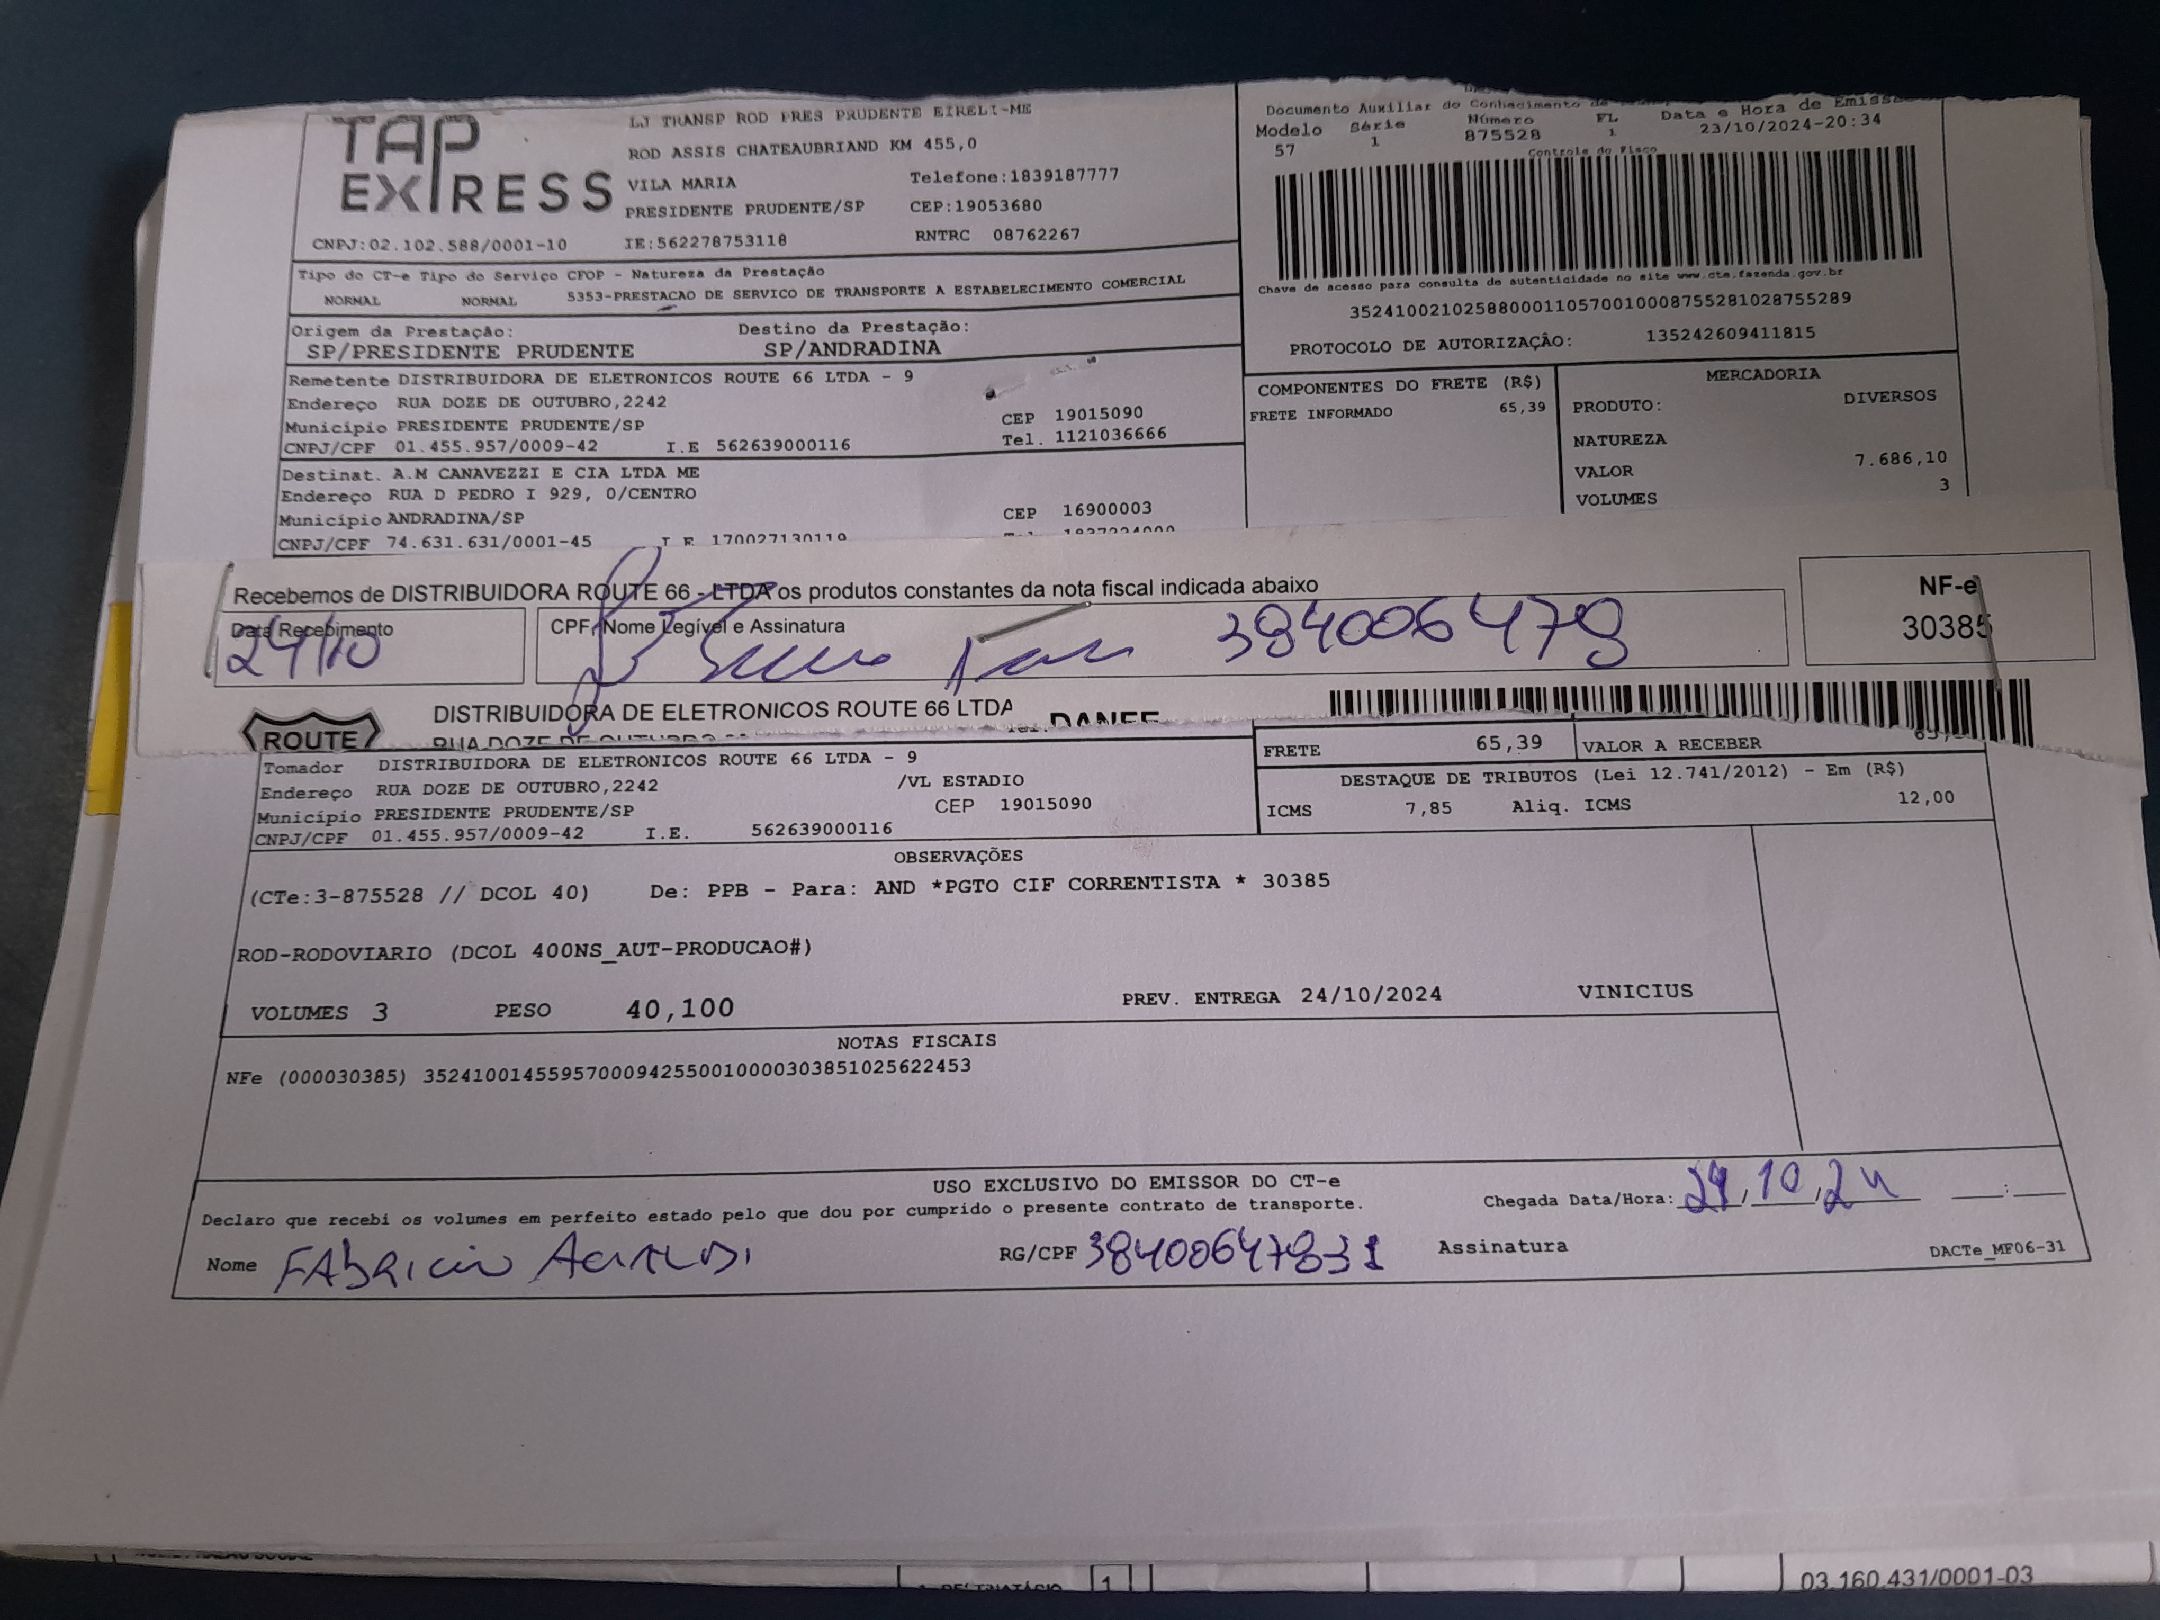 TAP EXPRESS
LJ TRANSP ROD PRES PRUDENTE EIRELI-ME
ROD ASSIS CHATEAUBRIAND KM 455,0
VILA MARIA Telefone:1839187777
PRESIDENTE PRUDENTE/SP CEP:19053680
CNPJ:02.102.588/0001-10 IE:562278753118 RNTRC 08762267
Documento Auxiliar do Conhecimento de
Modelo Série Número FL Data e Hora de Emiss
57 1 875528 1 23/10/2024-20:34
Controle do Fisco
Chave de acesso para consulta de autenticidade no site www.cte.fazenda.gov.br
35241002102588000110570010008755281028755289
PROTOCOLO DE AUTORIZAÇÃO: 135242609411815
Tipo do CT-e Tipo do Serviço CFOP - Natureza da Prestação
NORMAL NORMAL 5353-PRESTACAO DE SERVICO DE TRANSPORTE A ESTABELECIMENTO COMERCIAL
Origem da Prestação: Destino da Prestação:
SP/PRESIDENTE PRUDENTE SP/ANDRADINA
Remetente DISTRIBUIDORA DE ELETRONICOS ROUTE 66 LTDA - 9
Endereço RUA DOZE DE OUTUBRO,2242
Município PRESIDENTE PRUDENTE/SP CEP 19015090
CNPJ/CPF 01.455.957/0009-42 I.E 562639000116 Tel. 1121036666
Destinat. A.M CANAVEZZI E CIA LTDA ME
Endereço RUA D PEDRO I 929, 0/CENTRO
Município ANDRADINA/SP CEP 16900003
CNPJ/CPF 74.631.631/0001-45 I E 170027130119
COMPONENTES DO FRETE (R$)
FRETE INFORMADO 65,39
MERCADORIA
PRODUTO: DIVERSOS
NATUREZA
VALOR 7.686,10
VOLUMES 3
Recebemos de DISTRIBUIDORA ROUTE 66 - LTDA os produtos constantes da nota fiscal indicada abaixo
Data Recebimento CPF, Nome Legível e Assinatura
24/10 3840064798
NF-e
30385
ROUTE
DISTRIBUIDORA DE ELETRONICOS ROUTE 66 LTDA
RUA DOZE DE OUTUBRO
DANFE
FRETE 65,39 VALOR A RECEBER
Tomador DISTRIBUIDORA DE ELETRONICOS ROUTE 66 LTDA - 9
Endereço RUA DOZE DE OUTUBRO,2242 /VL ESTADIO
Município PRESIDENTE PRUDENTE/SP CEP 19015090
CNPJ/CPF 01.455.957/0009-42 I.E. 562639000116
DESTAQUE DE TRIBUTOS (Lei 12.741/2012) - Em (R$)
ICMS 7,85 Aliq. ICMS 12,00
OBSERVAÇÕES
(CTe:3-875528 // DCOL 40) De: PPB - Para: AND *PGTO CIF CORRENTISTA * 30385
ROD-RODOVIARIO (DCOL 400NS_AUT-PRODUCAO#)
VOLUMES 3 PESO 40,100 PREV. ENTREGA 24/10/2024 VINICIUS
NOTAS FISCAIS
NFe (000030385) 35241001455957000942550010000303851025622453
USO EXCLUSIVO DO EMISSOR DO CT-e
Declaro que recebi os volumes em perfeito estado pelo que dou por cumprido o presente contrato de transporte.
Chegada Data/Hora: 24,10,24 :
Nome FAbRicio RG/CPF 38400647831 Assinatura
DACTe_MF06-31
1
03.160.431/0001-03